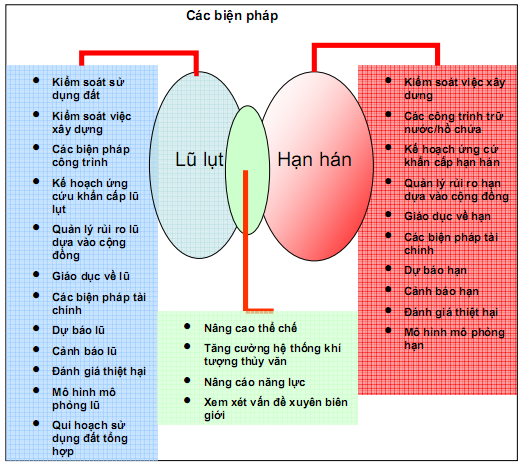 Các biện pháp
Lũ lụt
Hạn hán
• Kiểm soát sử
dụng đất
• Kiểm soát việc
xây dựng
• Các biện pháp
công trình
• Kế hoạch ứng
cứu khẩn cấp lũ
lụt
• Quản lý rủi ro lũ
dựa vào cộng
đồng
• Giáo dục về lũ
• Các biện pháp tài
chính
• Dự báo lũ
• Cảnh báo lũ
• Đánh giá thiệt hại
• Mô hình mô
phỏng lũ
• Qui hoạch sử
dụng đất tổng
hợp
• Nâng cao thể chế
• Tăng cường hệ thống khí
tượng thủy văn
• Nâng cáo năng lực
• Xem xét vấn đề xuyên biên
giới
• Kiểm soát việc xây
dưng
• Các công trình trữ
nước/hồ chứa
• Kế hoạch ứng cứ
khẩn cấp hạn hán
• Quản lý rủi ro hạn
dựa vào cộng đồng
• Giáo dục về hạn
• Các biện pháp tài
chính
• Dự báo hạn
• Cảnh báo hạn
• Đánh giá thiệt hại
• Mô hình mô phỏng
hạn